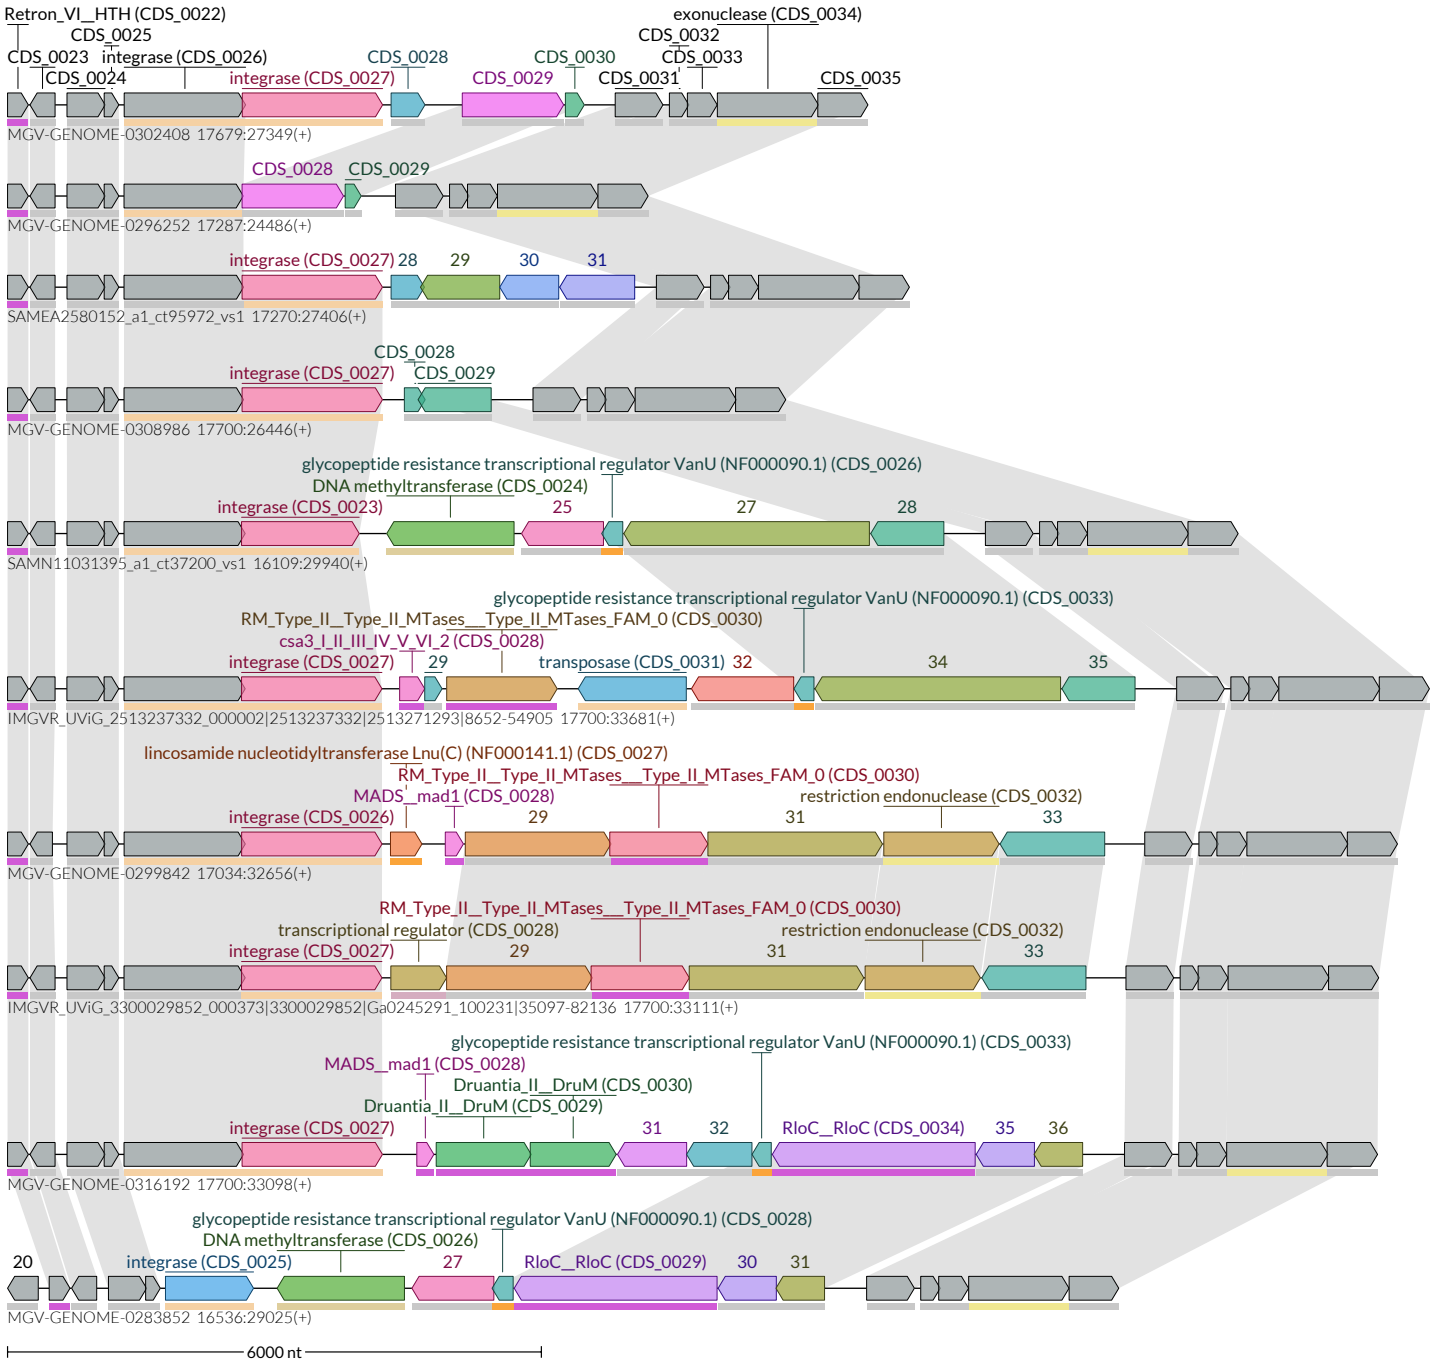 Retron_VI__HTH (CDS_0022)
exonuclease (CDS_0034)
CDS_0025
CDS_0032
CDS_0023
integrase (CDS_0026)
CDS_0028
CDS_0030
CDS_0033
CDS_0024
integrase (CDS_0027)
CDS_0029
CDS_0031
CDS_0035
MGV-GENOME-0302408 17679:27349(+)
CDS_0028
CDS_0029
MGV-GENOME-0296252 17287:24486(+)
integrase (CDS_0027)
28
29
30
31
SAMEA2580152_a1_ct95972_vs1 17270:27406(+)
CDS_0028
integrase (CDS_0027)
CDS_0029
MGV-GENOME-0308986 17700:26446(+)
glycopeptide resistance transcriptional regulator VanU (NF000090.1) (CDS_0026)
DNA methyltransferase (CDS_0024)
integrase (CDS_0023)
25
27
28
SAMN11031395_a1_ct37200_vs1 16109:29940(+)
glycopeptide resistance transcriptional regulator VanU (NF000090.1) (CDS_0033)
RM_Type_II__Type_II_MTases___Type_II_MTases_FAM_0 (CDS_0030)
csa3_I_II_III_IV_V_VI_2 (CDS_0028)
integrase (CDS_0027)
29
transposase (CDS_0031)
32
34
35
IMGVR_UViG_2513237332_000002|2513237332|2513271293|8652-54905 17700:33681(+)
lincosamide nucleotidyltransferase Lnu(C) (NF000141.1) (CDS_0027)
RM_Type_II__Type_II_MTases___Type_II_MTases_FAM_0 (CDS_0030)
MADS__mad1 (CDS_0028)
restriction endonuclease (CDS_0032)
integrase (CDS_0026)
29
31
33
MGV-GENOME-0299842 17034:32656(+)
RM_Type_II__Type_II_MTases___Type_II_MTases_FAM_0 (CDS_0030)
transcriptional regulator (CDS_0028)
restriction endonuclease (CDS_0032)
integrase (CDS_0027)
29
31
33
IMGVR_UViG_3300029852_000373|3300029852|Ga0245291_100231|35097-82136 17700:33111(+)
glycopeptide resistance transcriptional regulator VanU (NF000090.1) (CDS_0033)
MADS__mad1 (CDS_0028)
Druantia_II__DruM (CDS_0030)
Druantia_II__DruM (CDS_0029)
integrase (CDS_0027)
31
32
RloC__RloC (CDS_0034)
35
36
MGV-GENOME-0316192 17700:33098(+)
glycopeptide resistance transcriptional regulator VanU (NF000090.1) (CDS_0028)
DNA methyltransferase (CDS_0026)
20
integrase (CDS_0025)
27
RloC__RloC (CDS_0029)
30
31
MGV-GENOME-0283852 16536:29025(+)
6000 nt